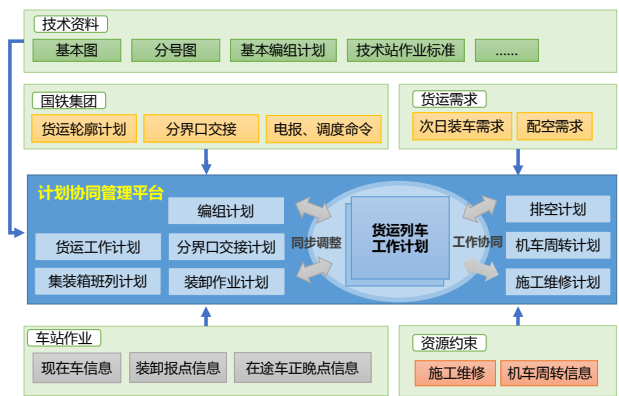 技术资料
基本图
分号图
基本编组计划
技术站作业标准
......
国铁集团
货运轮廓计划
分界口交接
电报、调度命令
货运需求
次日装车需求
配空需求
计划协同管理平台
编组计划
货运工作计划
分界口交接计划
集装箱班列计划
装卸作业计划
同步调整
货运列车
工作计划
工作协同
排空计划
机车周转计划
施工维修计划
车站作业
现在车信息
装卸报点信息
在途车正晚点信息
资源约束
施工维修
机车周转信息